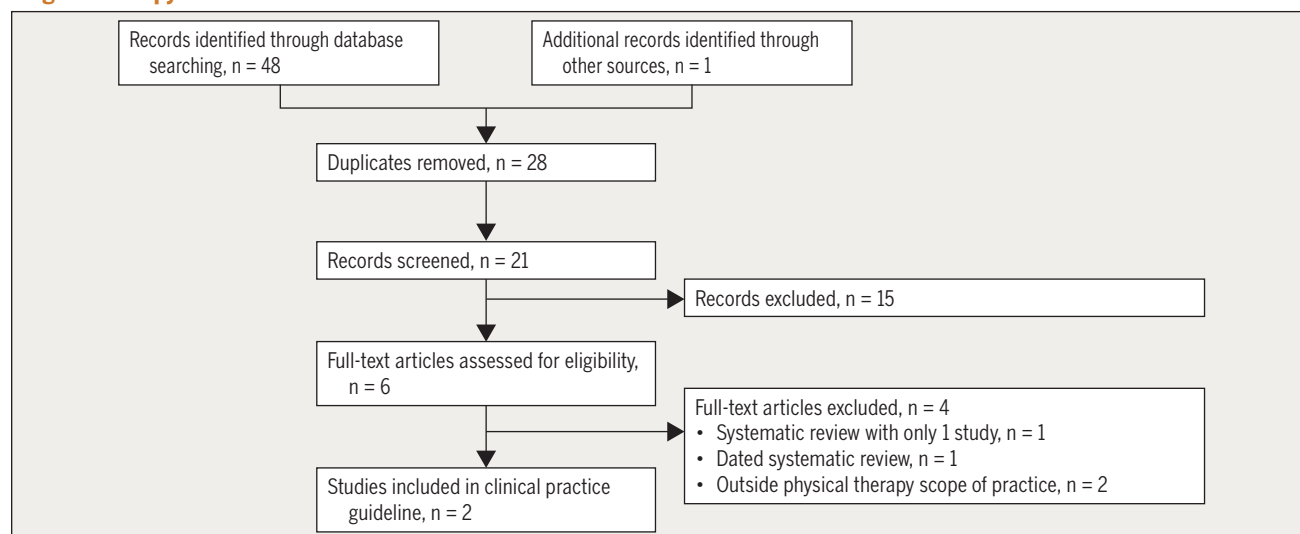 Records identified through database
searching, n = 48
Additional records identified through
other sources, n = 1
Duplicates removed, n = 28
Records screened, n = 21
Records excluded, n = 15
Full-text articles assessed for eligibility,
n = 6
Full-text articles excluded, n = 4
• Systematic review with only 1 study, n = 1
• Dated systematic review, n = 1
• Outside physical therapy scope of practice, n = 2
Studies included in clinical practice
guideline, n = 2